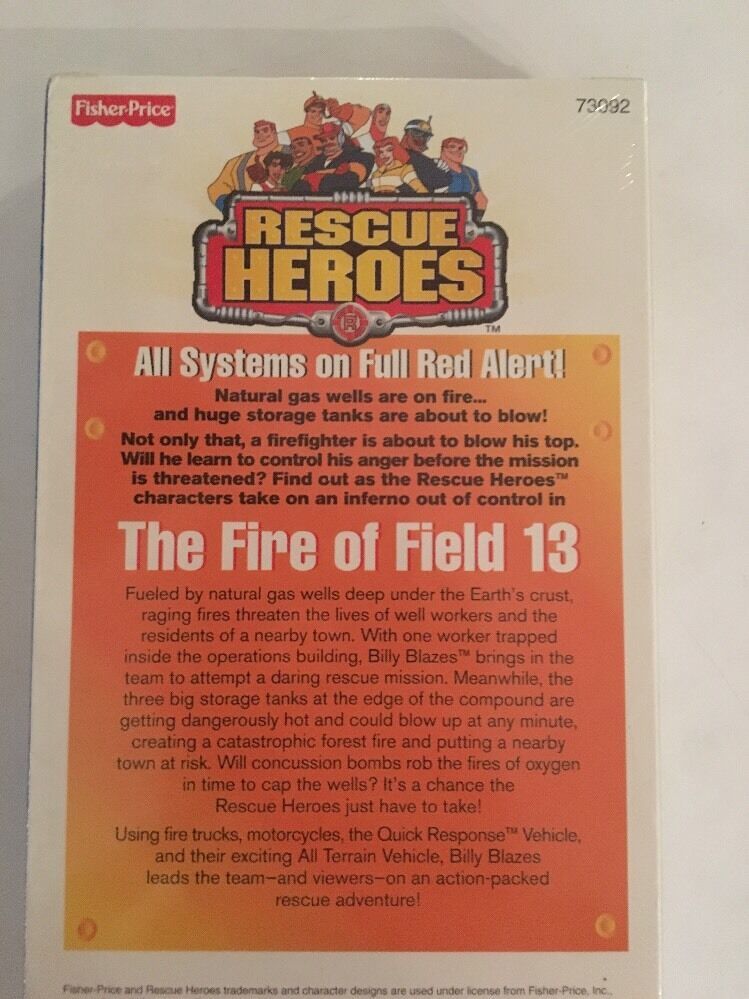 Fisher-Price
73092
RESCUE
HEROES
R
TM
All Systems on Full Red Alert!
Natural gas wells are on fire...
and huge storage tanks are about to blow!
Not only that, a firefighter is about to blow his top.
Will he learn to control his anger before the mission
is threatened? Find out as the Rescue Heroes™
characters take on an inferno out of control in
The Fire of Field 13
Fueled by natural gas wells deep under the Earth's crust,
raging fires threaten the lives of well workers and the
residents of a nearby town. With one worker trapped
inside the operations building, Billy Blazes™ brings in the
team to attempt a daring rescue mission. Meanwhile, the
three big storage tanks at the edge of the compound are
getting dangerously hot and could blow up at any minute,
creating a catastrophic forest fire and putting a nearby
town at risk. Will concussion bombs rob the fires of oxygen
in time to cap the wells? It's a chance the
Rescue Heroes just have to take!
Using fire trucks, motorcycles, the Quick Response™ Vehicle,
and their exciting All Terrain Vehicle, Billy Blazes
leads the team—and viewers—on an action-packed
rescue adventure!
Fisher-Price and Rescue Heroes trademarks and character designs are used under license from Fisher-Price, Inc.,